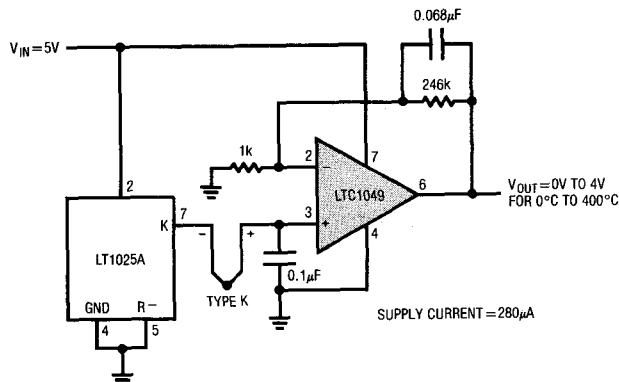 0.068μF
V_IN=5V
246k
1k
2
7
2
−
LTC1049
6
V_OUT=0V TO 4V
FOR 0°C TO 400°C
K
7
−
+
3
+
4
LT1025A
0.1μF
TYPE K
GND
R−
4
5
SUPPLY CURRENT=280μA